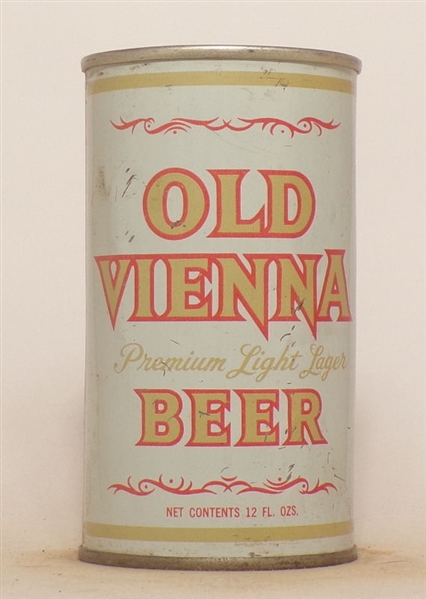 OLD
VIENNA
Premium Light Lager
BEER
NET CONTENTS 12 FL. OZS.